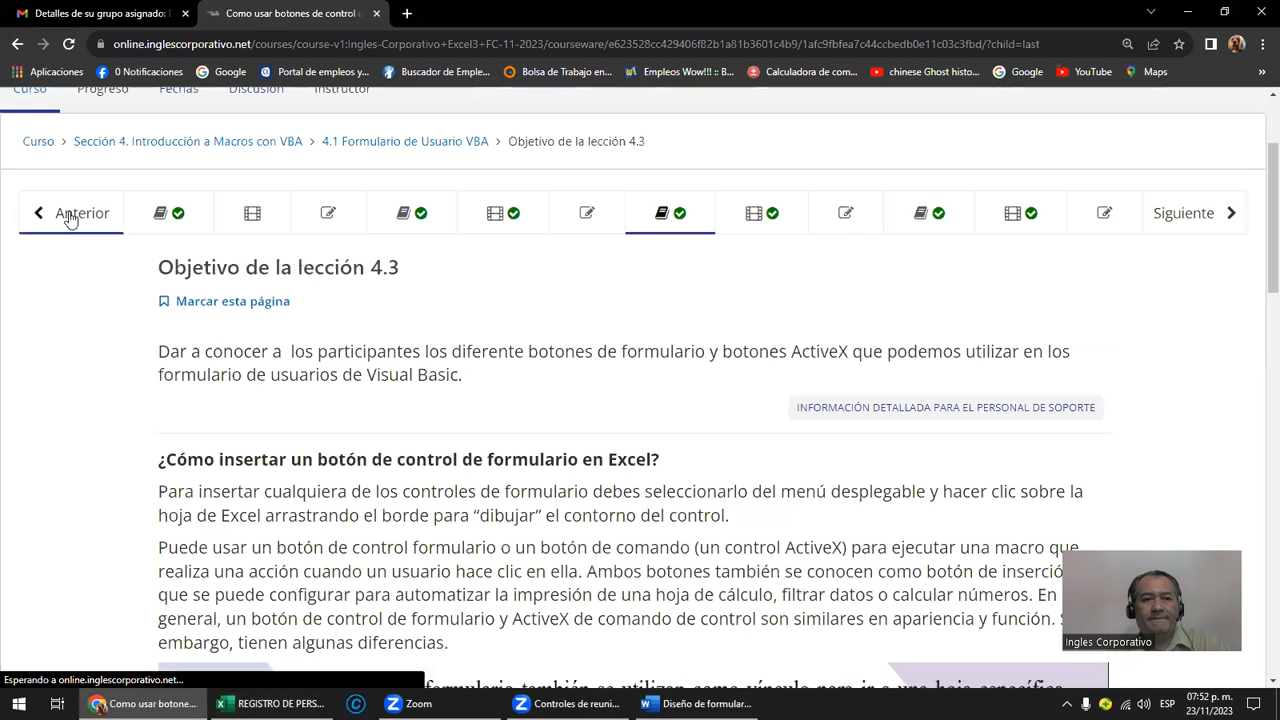 Detalles de su grupo asignado:
Como usar botones de control d
online.inglescorporativo.net/courses/course-v1:Ingles-Corporativo+Excel3+FC-11-2023/courseware/e623528cc429406f82b1a81b3601c4b9/1afc9fbfea7c44ccbedb0e11c03c3fbd/?child=last
Aplicaciones
0 Notificaciones
Google
Portal de empleos y...
Buscador de Emple...
Bolsa de Trabajo en...
Empleos Wow!!! :: B...
Calculadora de com...
chinese Ghost histo...
Google
YouTube
Maps
Curso
Progreso
Fechas
Discusión
Instructor
Curso > Sección 4. Introducción a Macros con VBA > 4.1 Formulario de Usuario VBA > Objetivo de la lección 4.3
Anterior
Siguiente
Objetivo de la lección 4.3
Marcar esta página
Dar a conocer a los participantes los diferente botones de formulario y botones ActiveX que podemos utilizar en los
formulario de usuarios de Visual Basic.
INFORMACIÓN DETALLADA PARA EL PERSONAL DE SOPORTE
¿Cómo insertar un botón de control de formulario en Excel?
Para insertar cualquiera de los controles de formulario debes seleccionarlo del menú desplegable y hacer clic sobre la
hoja de Excel arrastrando el borde para “dibujar” el contorno del control.
Puede usar un botón de control formulario o un botón de comando (un control ActiveX) para ejecutar una macro que
realiza una acción cuando un usuario hace clic en ella. Ambos botones también se conocen como botón de inserció
que se puede configurar para automatizar la impresión de una hoja de cálculo, filtrar datos o calcular números. En
general, un botón de control de formulario y ActiveX de comando de control son similares en apariencia y función.
embargo, tienen algunas diferencias.
formulario también se utilizan como vínculo para ir a una hoja específica
Ingles Corporativo
Esperando a online.inglescorporativo.net...
Como usar botone...
REGISTRO DE PERS...
Zoom
Controles de reuni...
Diseño de formular...
ESP
07:52 p. m.
23/11/2023